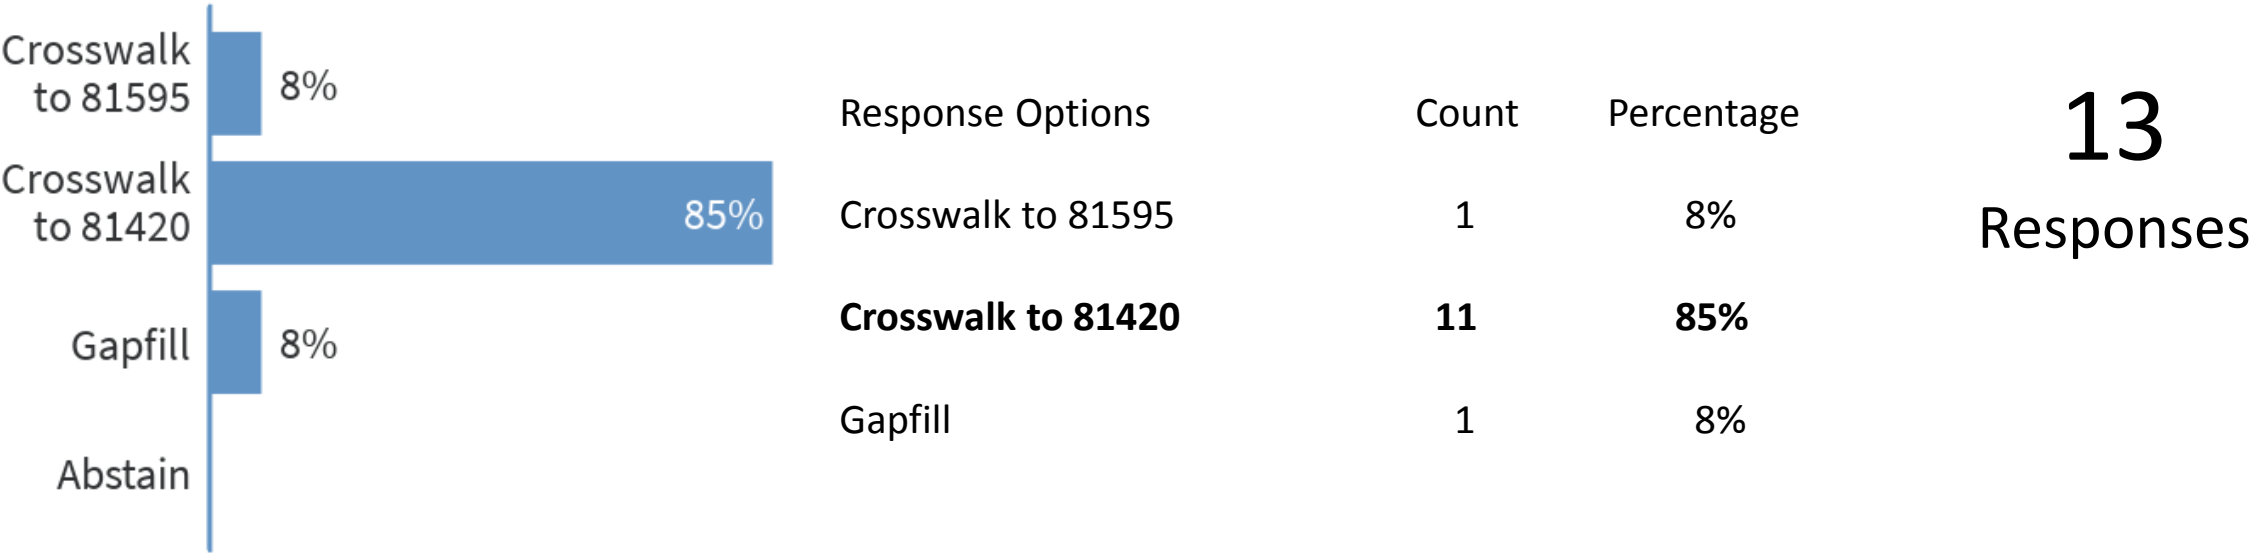 Crosswalk
to 81595
8%
Crosswalk
to 81420
85%
Gapfill
8%
Abstain
Response Options Count Percentage
Crosswalk to 81595 1 8%
Crosswalk to 81420 11 85%
Gapfill 1 8%
13
Responses